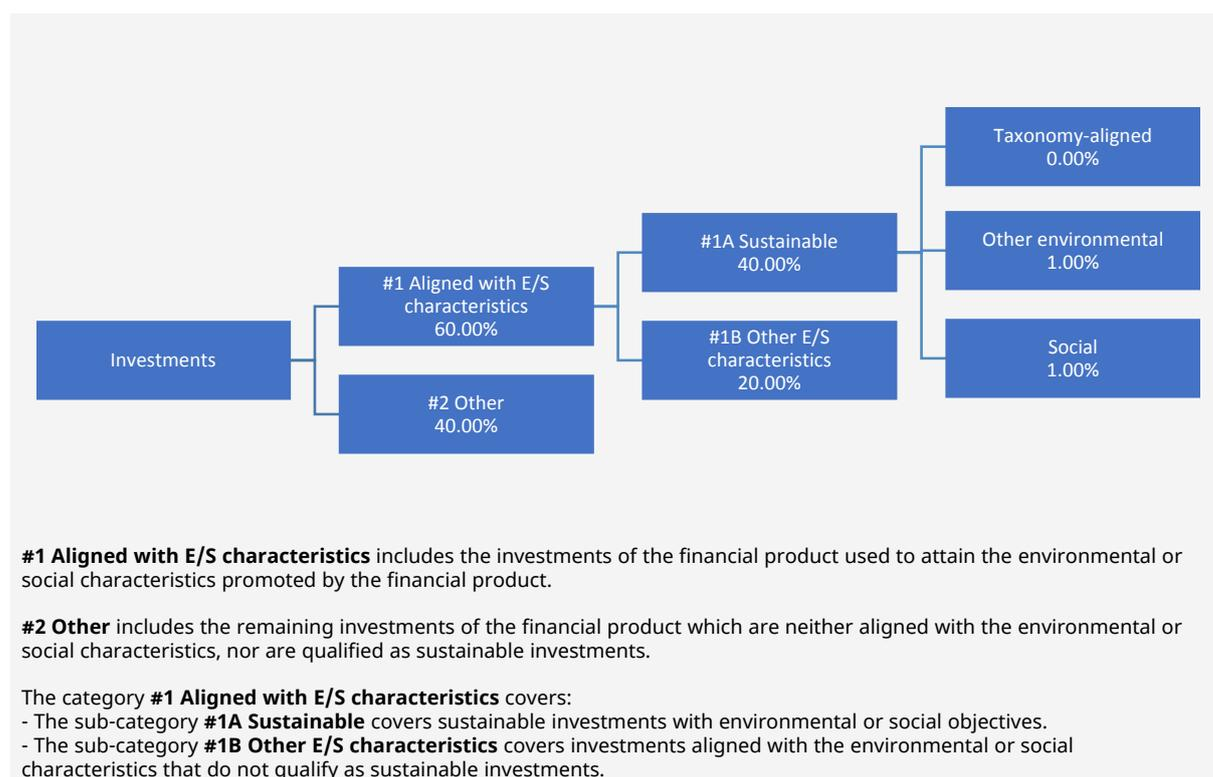 Taxonomy-aligned
0.00%
#1A Sustainable
40.00%
Other environmental
1.00%
#1 Aligned with E/S
characteristics
60.00%
Investments
#1B Other E/S
characteristics
20.00%
Social
1.00%
#2 Other
40.00%
#1 Aligned with E/S characteristics includes the investments of the financial product used to attain the environmental or
social characteristics promoted by the financial product.
#2 Other includes the remaining investments of the financial product which are neither aligned with the environmental or
social characteristics, nor are qualified as sustainable investments.
The category #1 Aligned with E/S characteristics covers:
- The sub-category #1A Sustainable covers sustainable investments with environmental or social objectives.
- The sub-category #1B Other E/S characteristics covers investments aligned with the environmental or social
characteristics that do not qualify as sustainable investments.